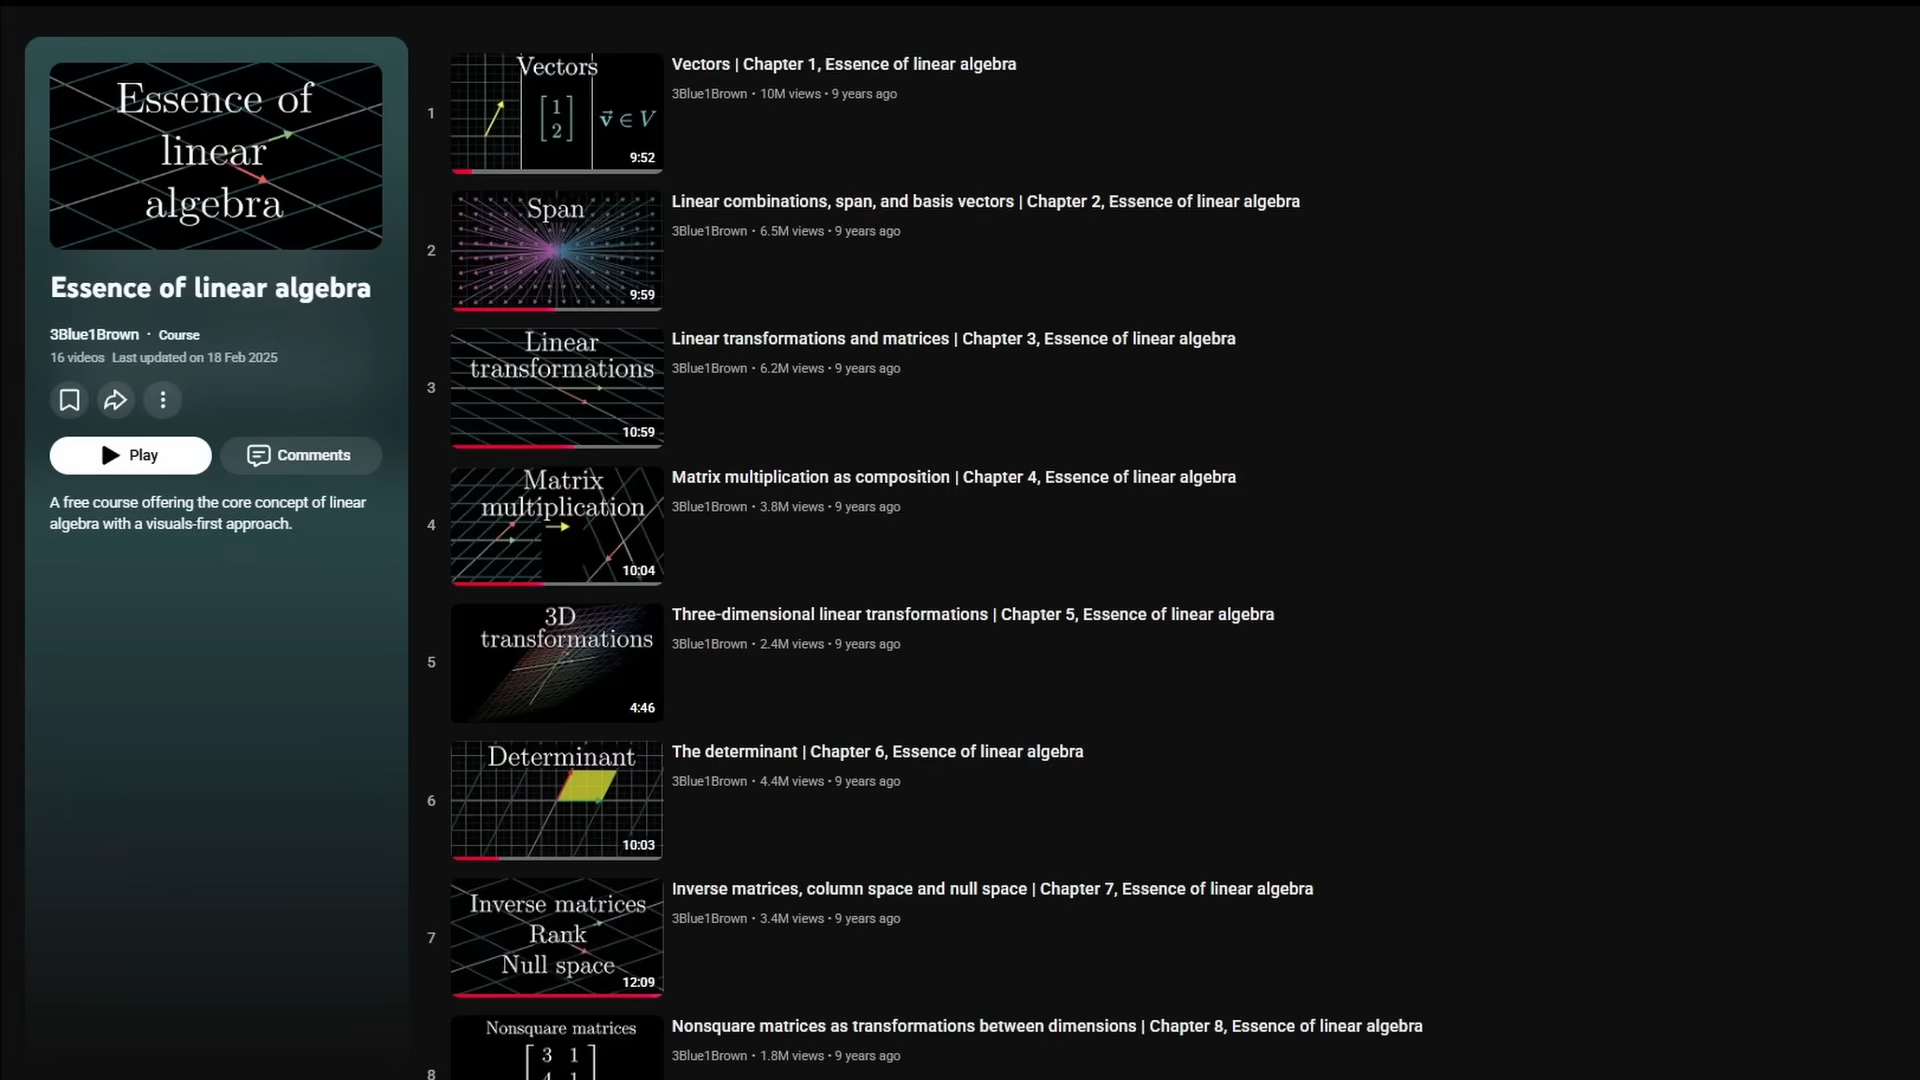 Essence of
linear
algebra
Essence of linear algebra
3Blue1Brown · Course
16 videos Last updated on 18 Feb 2025
Play
Comments
A free course offering the core concept of linear
algebra with a visuals-first approach.
1
Vectors
[1 2]
v⃗ ∈ V
9:52
Vectors | Chapter 1, Essence of linear algebra
3Blue1Brown • 10M views • 9 years ago
2
Span
9:59
Linear combinations, span, and basis vectors | Chapter 2, Essence of linear algebra
3Blue1Brown • 6.5M views • 9 years ago
3
Linear
transformations
10:59
Linear transformations and matrices | Chapter 3, Essence of linear algebra
3Blue1Brown • 6.2M views • 9 years ago
4
Matrix
multiplication
10:04
Matrix multiplication as composition | Chapter 4, Essence of linear algebra
3Blue1Brown • 3.8M views • 9 years ago
5
3D
transformations
4:46
Three-dimensional linear transformations | Chapter 5, Essence of linear algebra
3Blue1Brown • 2.4M views • 9 years ago
6
Determinant
10:03
The determinant | Chapter 6, Essence of linear algebra
3Blue1Brown • 4.4M views • 9 years ago
7
Inverse matrices
Rank
Null space
12:09
Inverse matrices, column space and null space | Chapter 7, Essence of linear algebra
3Blue1Brown • 3.4M views • 9 years ago
8
Nonsquare matrices
3 1
4 1
Nonsquare matrices as transformations between dimensions | Chapter 8, Essence of linear algebra
3Blue1Brown • 1.8M views • 9 years ago